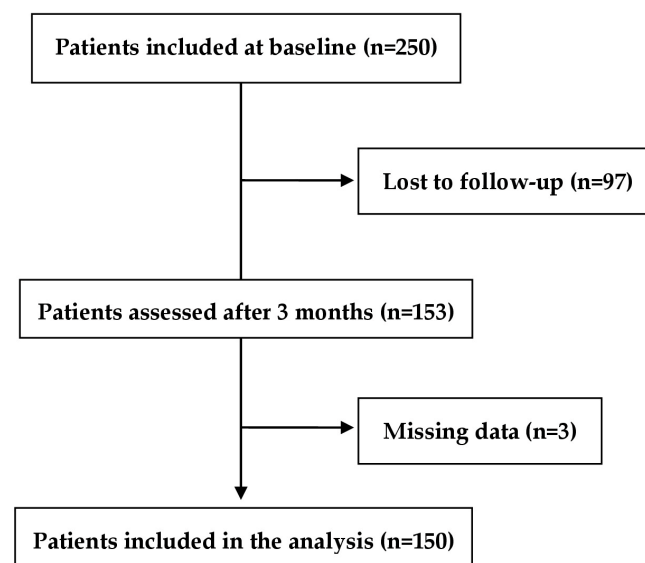 Patients included at baseline (n=250)
Lost to follow-up (n=97)
Patients assessed after 3 months (n=153)
Missing data (n=3)
Patients included in the analysis (n=150)